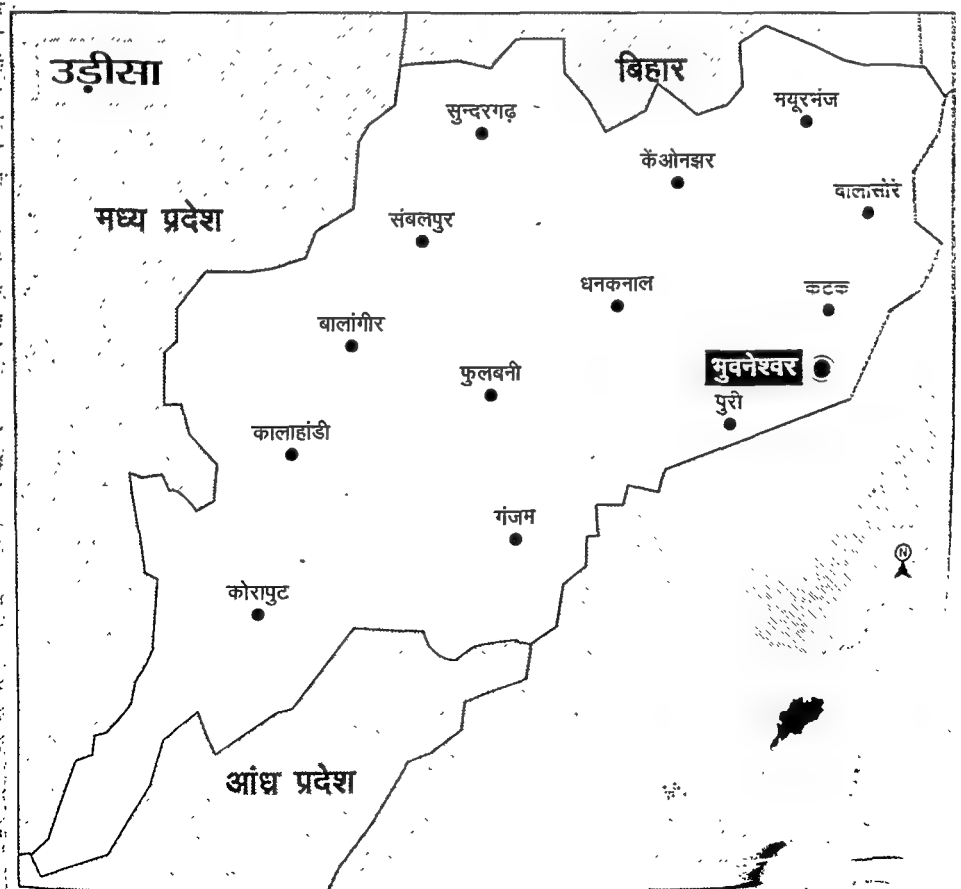 उड़ीसा
बिहार
सुन्दरगढ़
मयूरभंज
केंओनझर
बालासोर
मध्य प्रदेश
संबलपुर
धनकनाल
कटक
बालांगीर
भुवनेश्वर
फुलबनी
पुरी
कालाहांडी
गंजम
N
कोरापुट
आंध्र प्रदेश